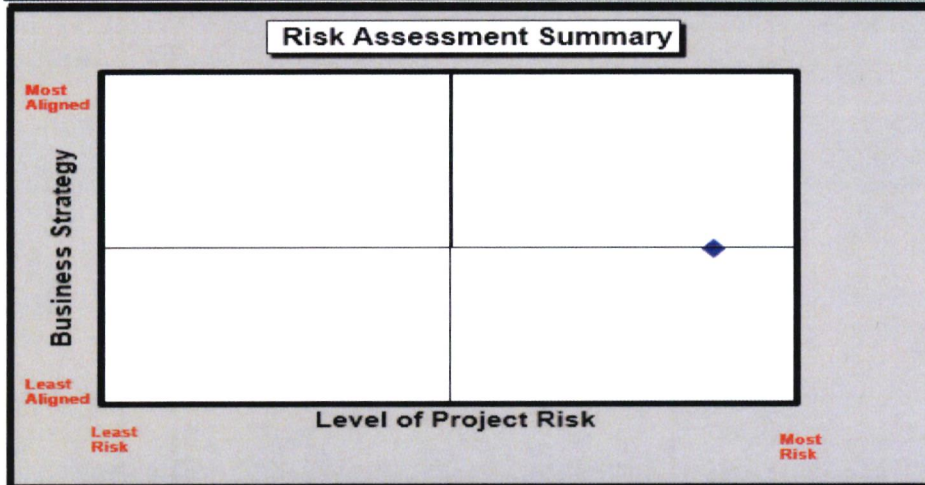 Risk Assessment Summary
Most
Aligned
Business Strategy
Least
Aligned
Level of Project Risk
Least
Risk
Most
Risk